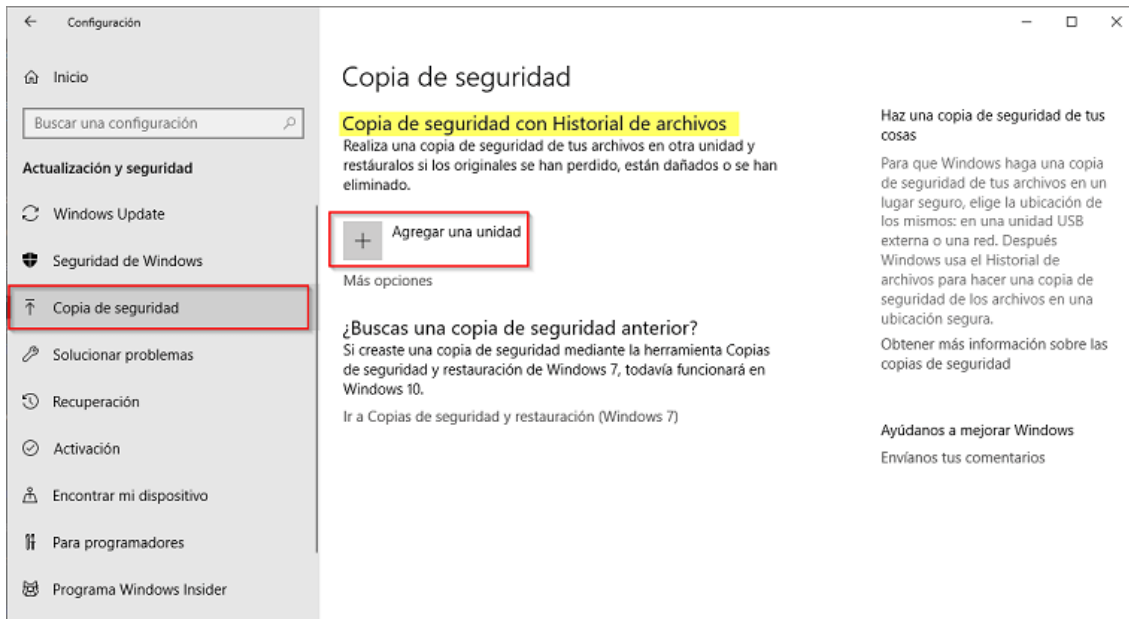 Configuración
Inicio
Buscar una configuración
Actualización y seguridad
Windows Update
Seguridad de Windows
Copia de seguridad
Solucionar problemas
Recuperación
Activación
Encontrar mi dispositivo
Para programadores
Programa Windows Insider
Copia de seguridad
Copia de seguridad con Historial de archivos
Realiza una copia de seguridad de tus archivos en otra unidad y
restáuralos si los originales se han perdido, están dañados o se han
eliminado.
Agregar una unidad
Más opciones
¿Buscas una copia de seguridad anterior?
Si creaste una copia de seguridad mediante la herramienta Copias
de seguridad y restauración de Windows 7, todavía funcionará en
Windows 10.
Ir a Copias de seguridad y restauración (Windows 7)
Haz una copia de seguridad de tus
cosas
Para que Windows haga una copia
de seguridad de tus archivos en un
lugar seguro, elige la ubicación de
los mismos: en una unidad USB
externa o una red. Después
Windows usa el Historial de
archivos para hacer una copia de
seguridad de los archivos en una
ubicación segura.
Obtener más información sobre las
copias de seguridad
Ayúdanos a mejorar Windows
Envíanos tus comentarios